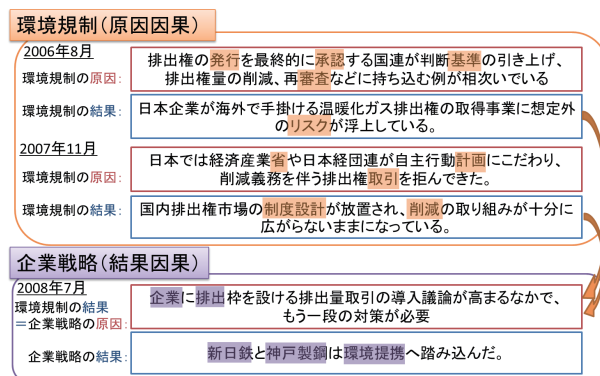 環境規制(原因因果)
2006年8月
環境規制の原因:
排出権の発行を最終的に承認する国連が判断基準の引き上げ、
排出権量の削減、再審査などに持ち込む例が相次いでいる
環境規制の結果:
日本企業が海外で手掛ける温暖化ガス排出権の取得事業に想定外
のリスクが浮上している。
2007年11月
環境規制の原因:
日本では経済産業省や日本経団連が自主行動計画にこだわり、
削減義務を伴う排出権取引を拒んできた。
環境規制の結果:
国内排出権市場の制度設計が放置され、削減の取り組みが十分に
広がらないままになっている。
企業戦略(結果因果)
2008年7月
環境規制の結果
=企業戦略の原因:
企業に排出枠を設ける排出量取引の導入議論が高まるなかで、
もう一段の対策が必要
企業戦略の結果:
新日鉄と神戸製鋼は環境提携へ踏み込んだ。